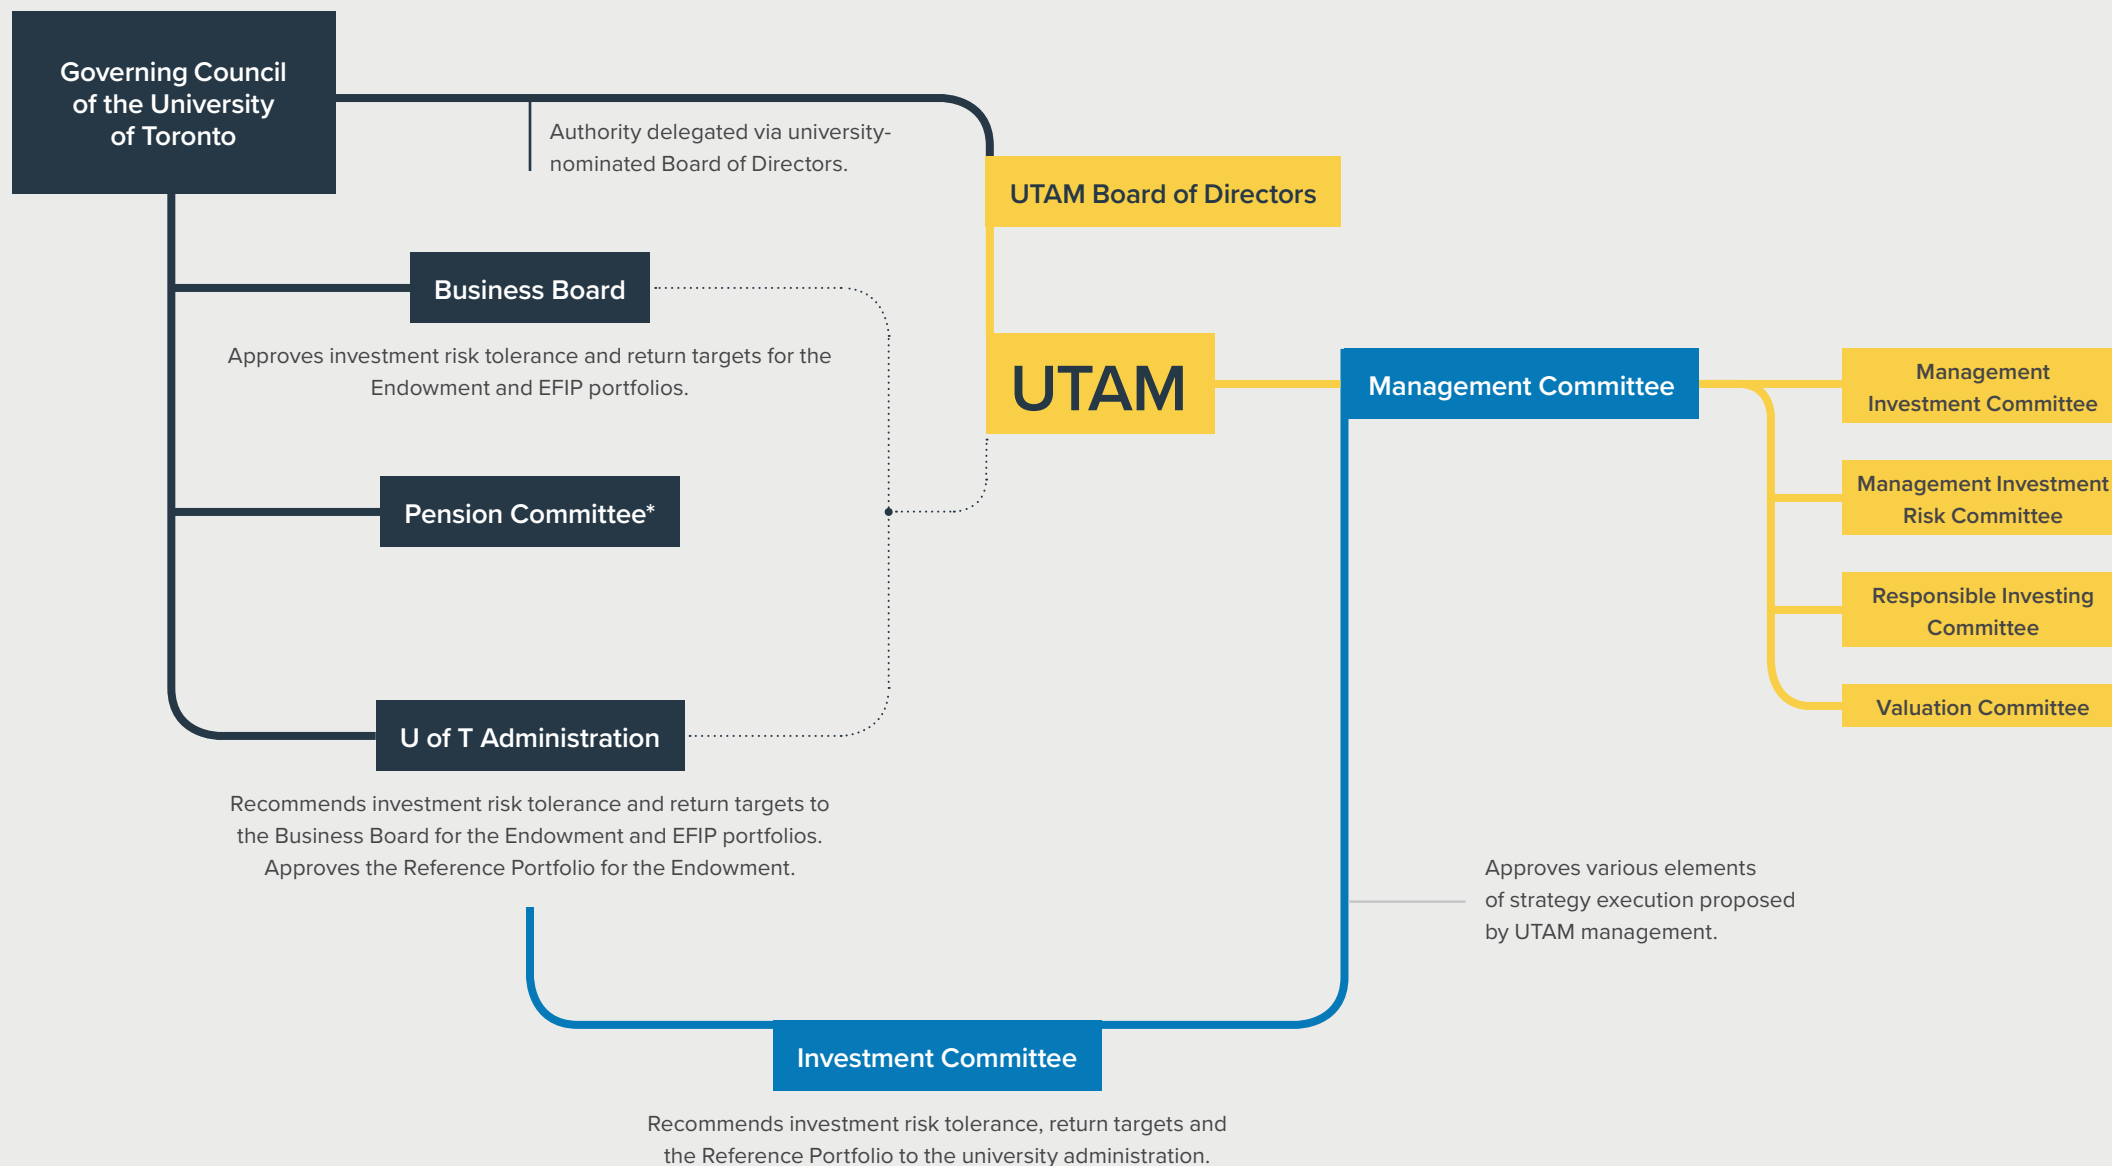 Governing Council
of the University
of Toronto
Authority delegated via university-
nominated Board of Directors.
UTAM Board of Directors
Business Board
Approves investment risk tolerance and return targets for the
Endowment and EFIP portfolios.
UTAM
Management Committee
Management
Investment Committee
Management Investment
Risk Committee
Responsible Investing
Committee
Valuation Committee
Pension Committee*
U of T Administration
Recommends investment risk tolerance and return targets to
the Business Board for the Endowment and EFIP portfolios.
Approves the Reference Portfolio for the Endowment.
Approves various elements
of strategy execution proposed
by UTAM management.
Investment Committee
Recommends investment risk tolerance, return targets and
the Reference Portfolio to the university administration.